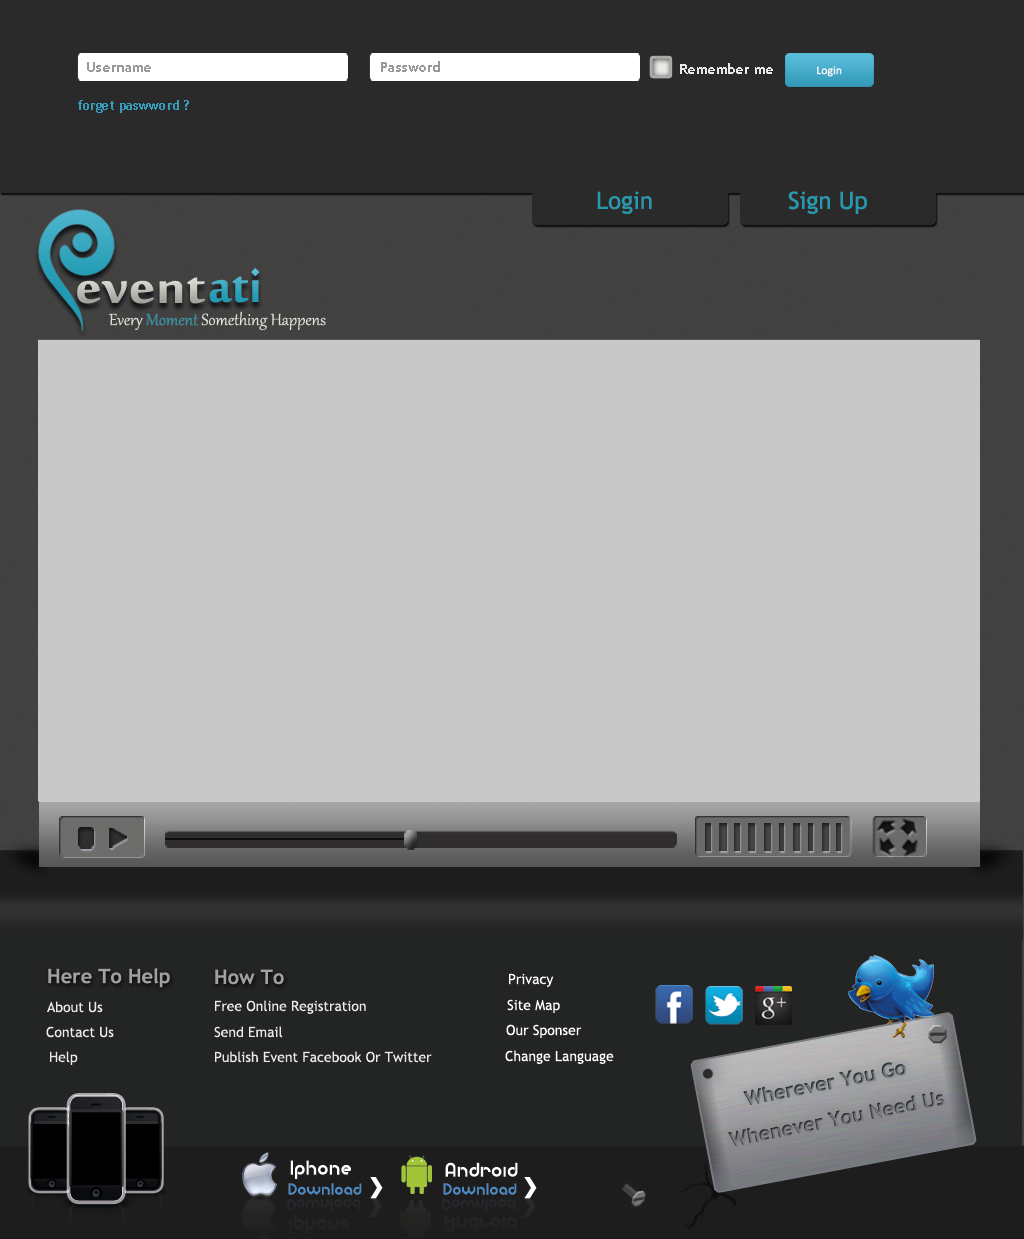 Username
Password
Remember me
Login
forget pawword ?
Login
Sign Up
eventati
Every Moment Something Happens
Here To Help
About Us
Contact Us
Help
How To
Free Online Registration
Send Email
Publish Event Facebook Or Twitter
Privacy
Site Map
Our Sponser
Change Language
f
g+
Wherever You Go
Whenever You Need Us
Iphone
Download
Android
Download